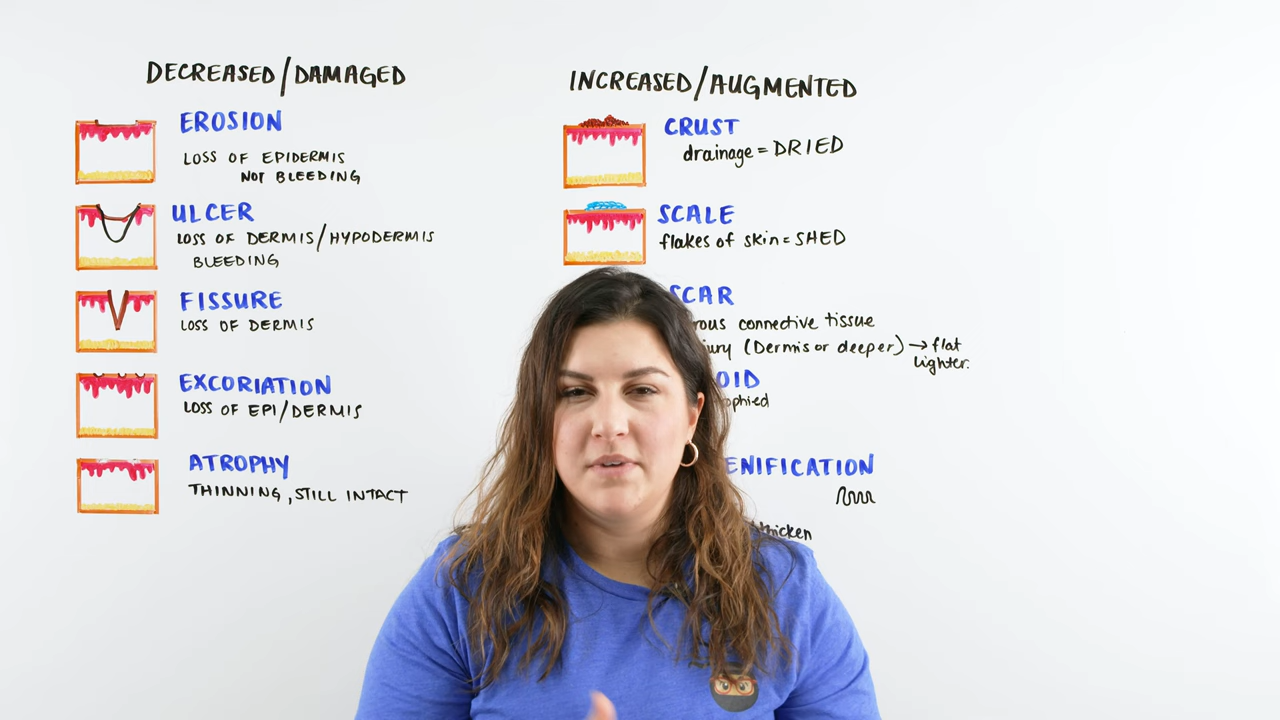 DECREASED/DAMAGED
EROSION
LOSS OF EPIDERMIS
NOT BLEEDING
ULCER
LOSS OF DERMIS/HYPODERMIS
BLEEDING
FISSURE
LOSS OF DERMIS
EXCORIATION
LOSS OF EPI/DERMIS
ATROPHY
THINNING, STILL INTACT
INCREASED/AUGMENTED
CRUST
drainage = DRIED
SCALE
flakes of skin = SHED
SCAR
connective tissue
(Dermis or deeper) → flat
lighter.